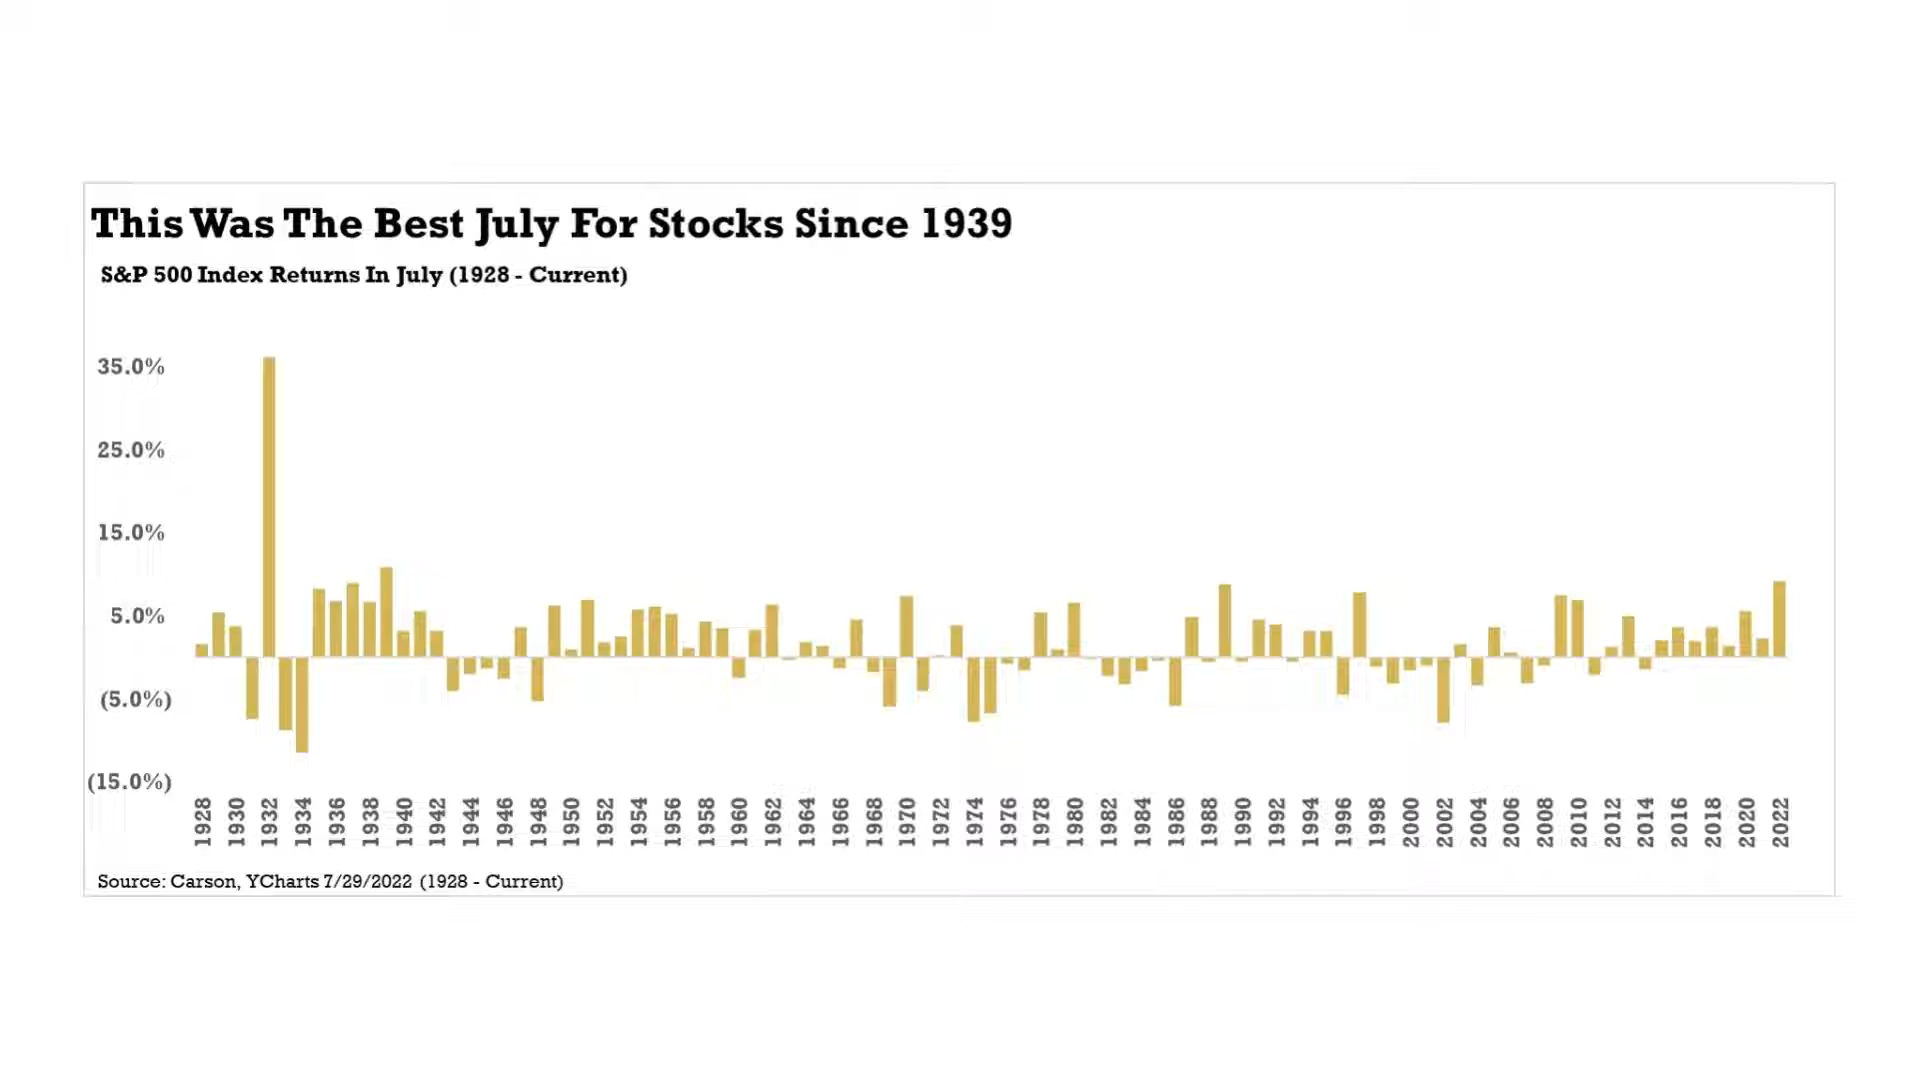 This Was The Best July For Stocks Since 1939
S&P 500 Index Returns In July (1928 - Current)
35.0%
25.0%
15.0%
5.0%
(5.0%)
(15.0%)
1928 1930 1932 1934 1936 1938 1940 1942 1944 1946 1948 1950 1952 1954 1956 1958 1960 1962 1964 1966 1968 1970 1972 1974 1976 1978 1980 1982 1984 1986 1988 1990 1992 1994 1996 1998 2000 2002 2004 2006 2008 2010 2012 2014 2016 2018 2020 2022
Source: Carson, YCharts 7/29/2022 (1928 - Current)